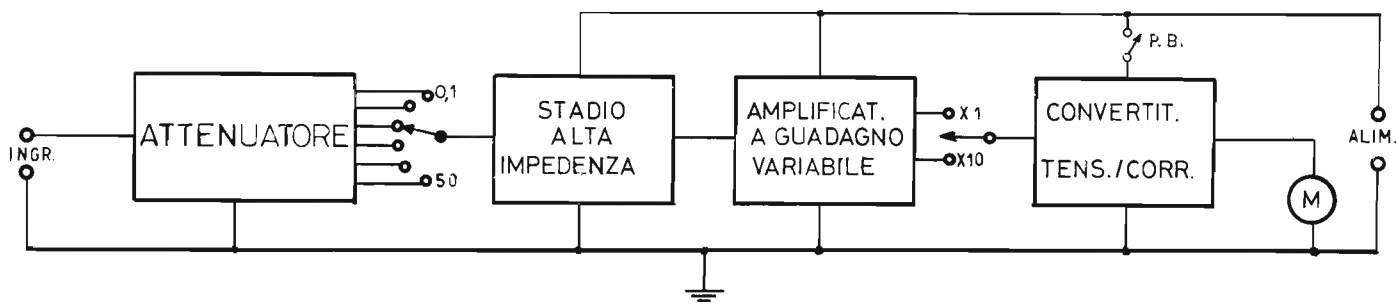 INGR.
ATTENUATORE
0,1
50
STADIO
ALTA
IMPEDENZA
AMPLIFICAT.
A GUADAGNO
VARIABILE
X1
X10
P.B.
CONVERTIT.
TENS./CORR.
M
ALIM.